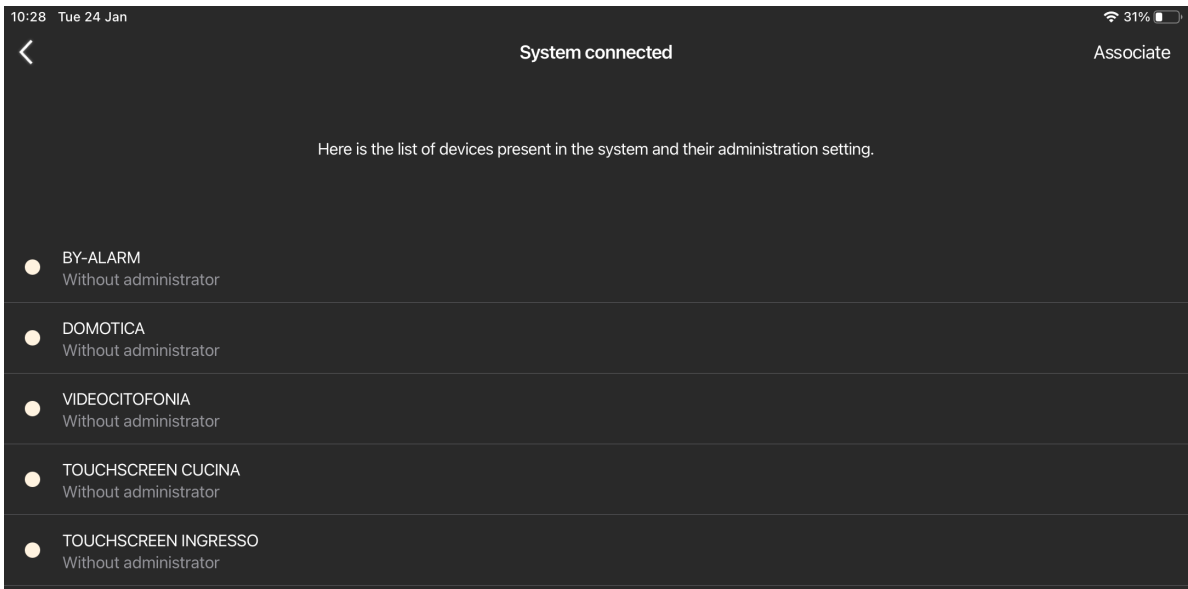 10:28 Tue 24 Jan
31%
System connected
Associate
Here is the list of devices present in the system and their administration setting.
BY-ALARM
Without administrator
DOMOTICA
Without administrator
VIDEOCITOFONIA
Without administrator
TOUCHSCREEN CUCINA
Without administrator
TOUCHSCREEN INGRESSO
Without administrator